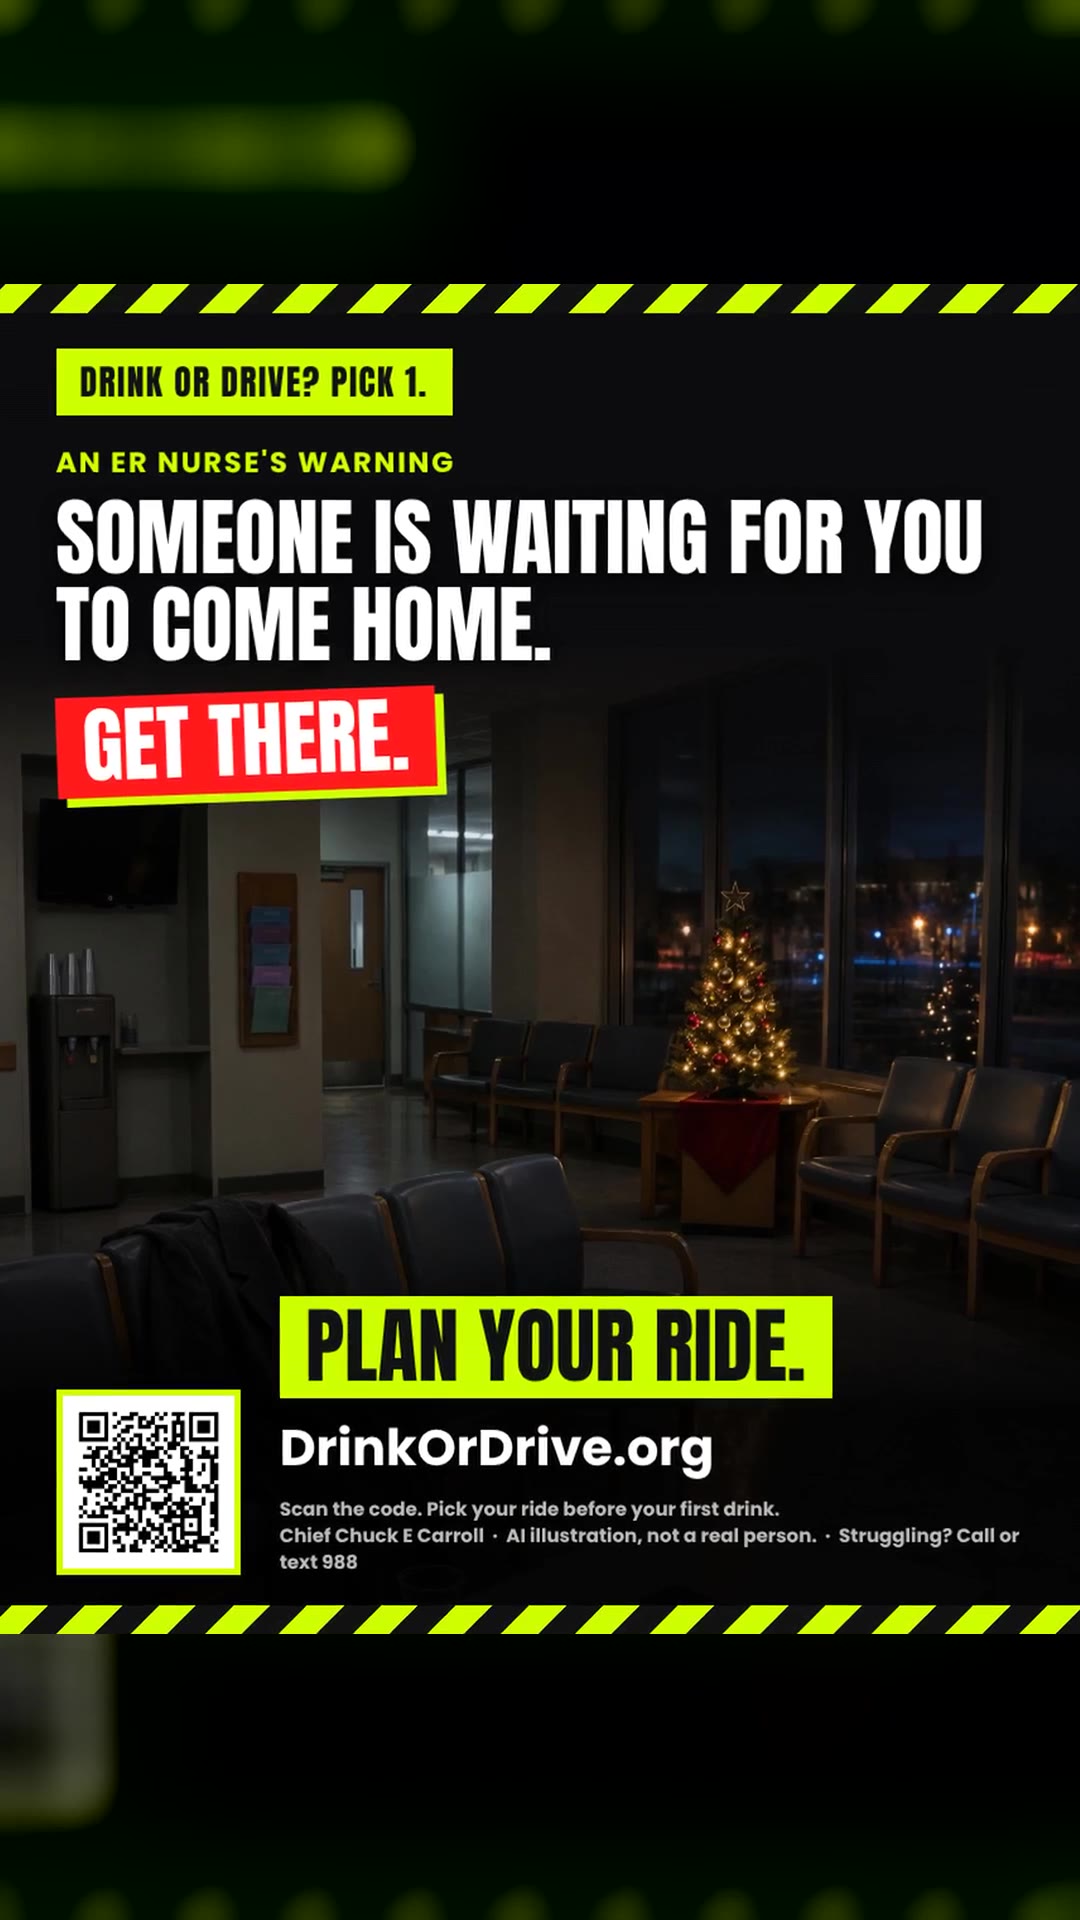 DRINK OR DRIVE? PICK 1.
AN ER NURSE'S WARNING
SOMEONE IS WAITING FOR YOU
TO COME HOME.
GET THERE.
PLAN YOUR RIDE.
DrinkOrDrive.org
Scan the code. Pick your ride before your first drink.
Chief Chuck E Carroll · AI illustration, not a real person. · Struggling? Call or
text 988